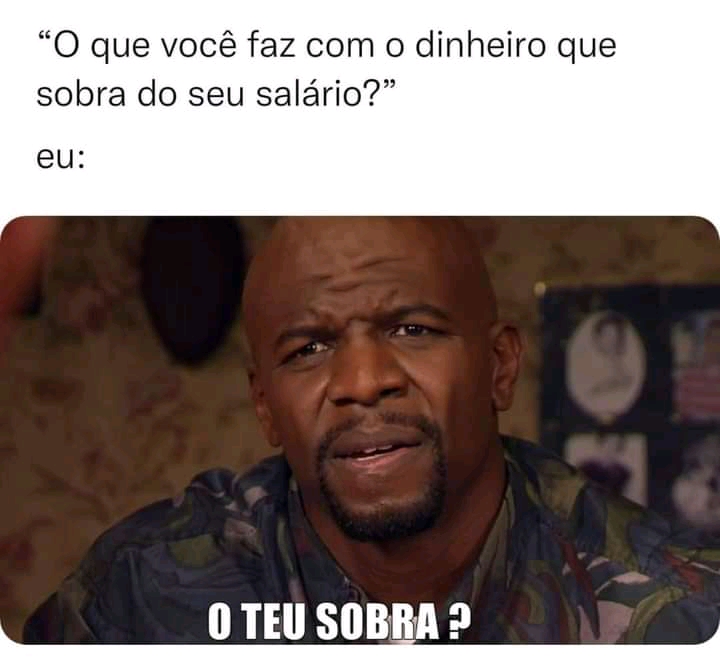 “O que você faz com o dinheiro que
sobra do seu salário?”
eu:
O TEU SOBRA ?